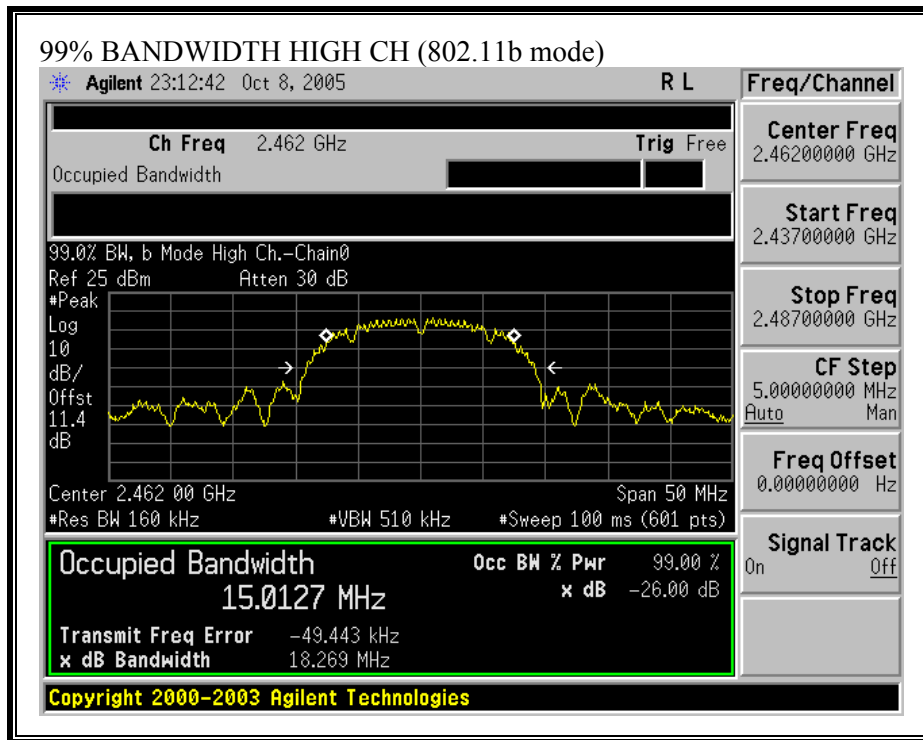 99% BANDWIDTH HIGH CH (802.11b mode)
Agilent 23:12:42 Oct 8, 2005 R L
Freq/Channel
Ch Freq 2.462 GHz Trig Free
Occupied Bandwidth
Center Freq
2.46200000 GHz
Start Freq
2.43700000 GHz
99.0% BW, b Mode High Ch.-Chain0
Ref 25 dBm Atten 30 dB
#Peak
Log
10
dB/
Offst
11.4
dB
Stop Freq
2.48700000 GHz
CF Step
5.00000000 MHz
Auto Man
Freq Offset
0.00000000 Hz
Center 2.462 00 GHz Span 50 MHz
#Res BW 160 kHz #VBW 510 kHz #Sweep 100 ms (601 pts)
Signal Track
On Off
Occupied Bandwidth
15.0127 MHz
Occ BW % Pwr 99.00 %
x dB -26.00 dB
Transmit Freq Error -49.443 kHz
x dB Bandwidth 18.269 MHz
Copyright 2000-2003 Agilent Technologies